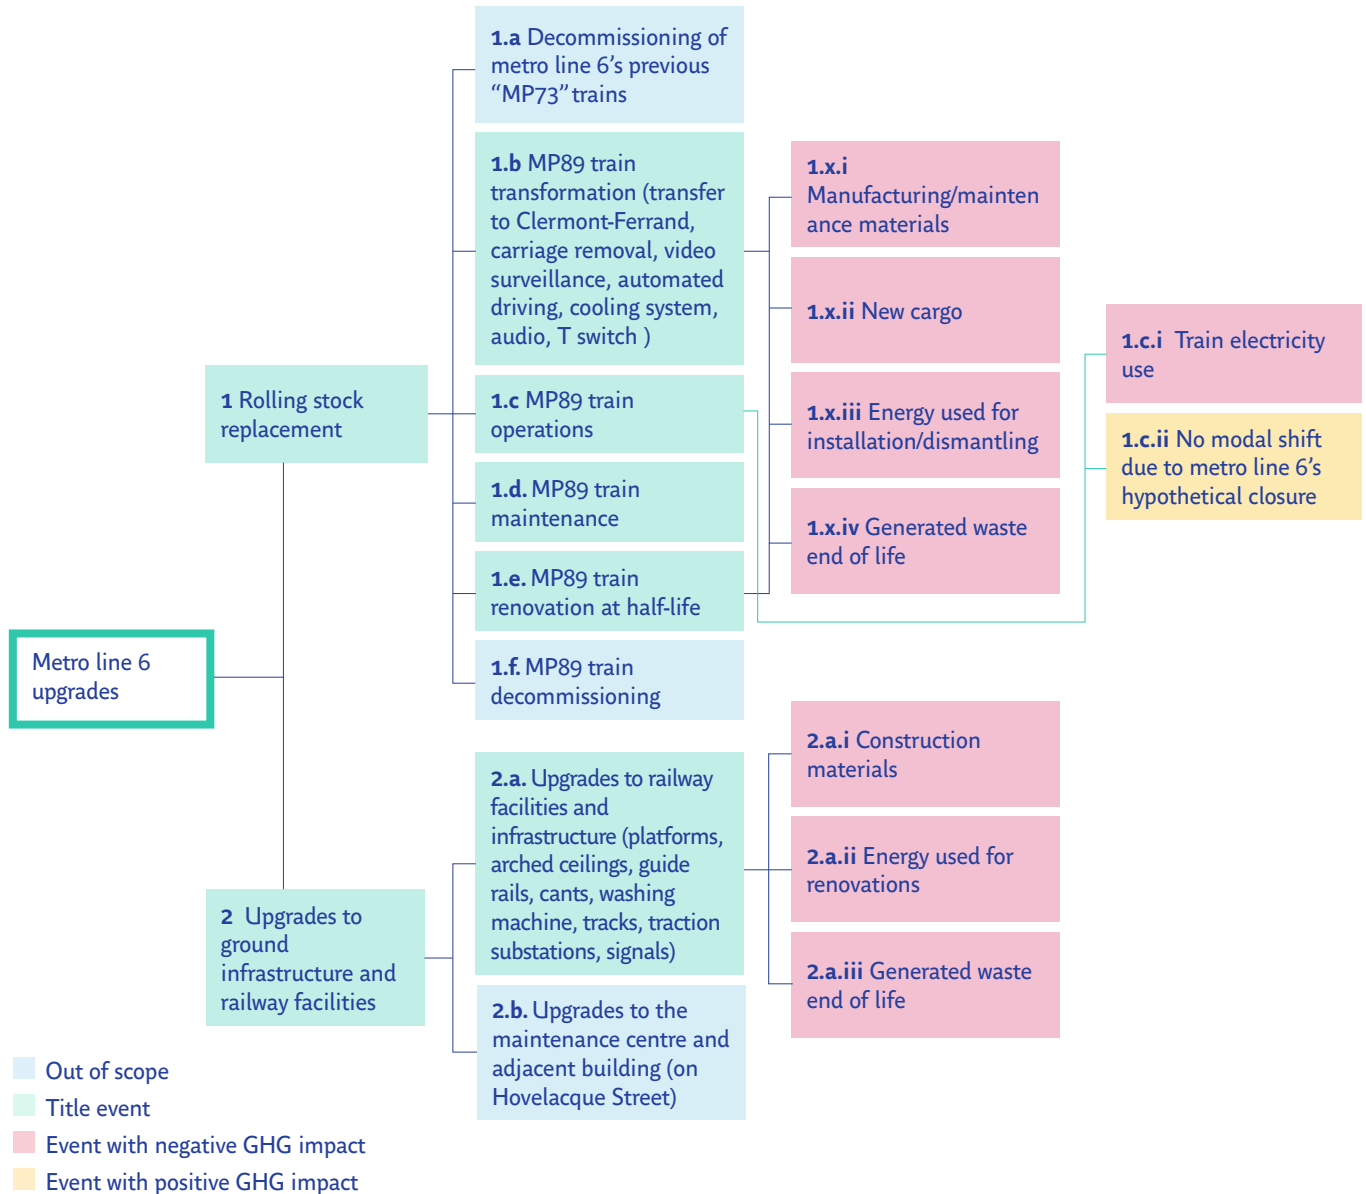 Metro line 6
upgrades
1 Rolling stock
replacement
1.a Decommissioning of
metro line 6's previous
“MP73” trains
1.b MP89 train
transformation (transfer
to Clermont-Ferrand,
carriage removal, video
surveillance, automated
driving, cooling system,
audio, T switch )
1.c MP89 train
operations
1.d. MP89 train
maintenance
1.e. MP89 train
renovation at half-life
1.f. MP89 train
decommissioning
1.x.i
Manufacturing/mainten
ance materials
1.x.ii New cargo
1.x.iii Energy used for
installation/dismantling
1.x.iv Generated waste
end of life
1.c.i Train electricity
use
1.c.ii No modal shift
due to metro line 6's
hypothetical closure
2 Upgrades to
ground
infrastructure and
railway facilities
2.a. Upgrades to railway
facilities and
infrastructure (platforms,
arched ceilings, guide
rails, cants, washing
machine, tracks, traction
substations, signals)
2.b. Upgrades to the
maintenance centre and
adjacent building (on
Hovelacque Street)
2.a.i Construction
materials
2.a.ii Energy used for
renovations
2.a.iii Generated waste
end of life
Out of scope
Title event
Event with negative GHG impact
Event with positive GHG impact